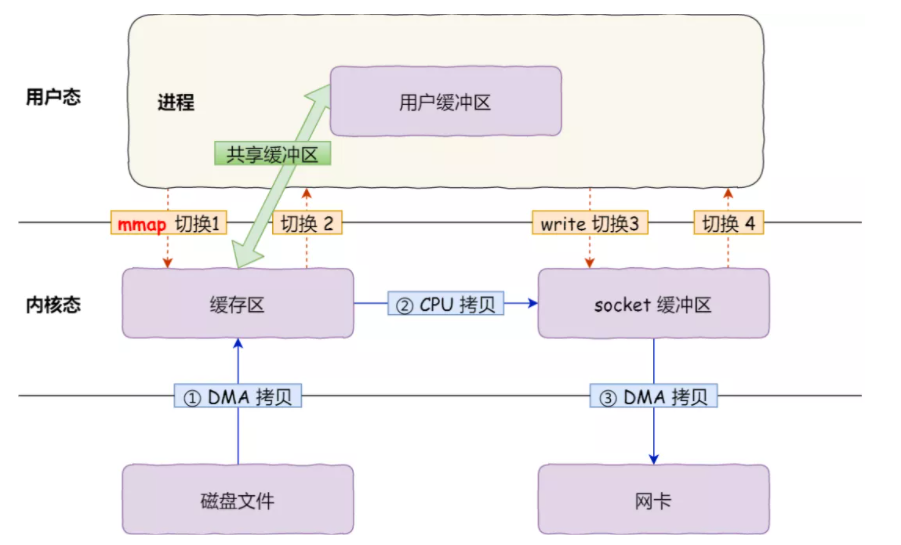 用户态
进程
用户缓冲区
共享缓冲区
mmap 切换1
切换 2
write 切换3
切换 4
内核态
缓存区
② CPU 拷贝
socket 缓冲区
① DMA 拷贝
③ DMA 拷贝
磁盘文件
网卡